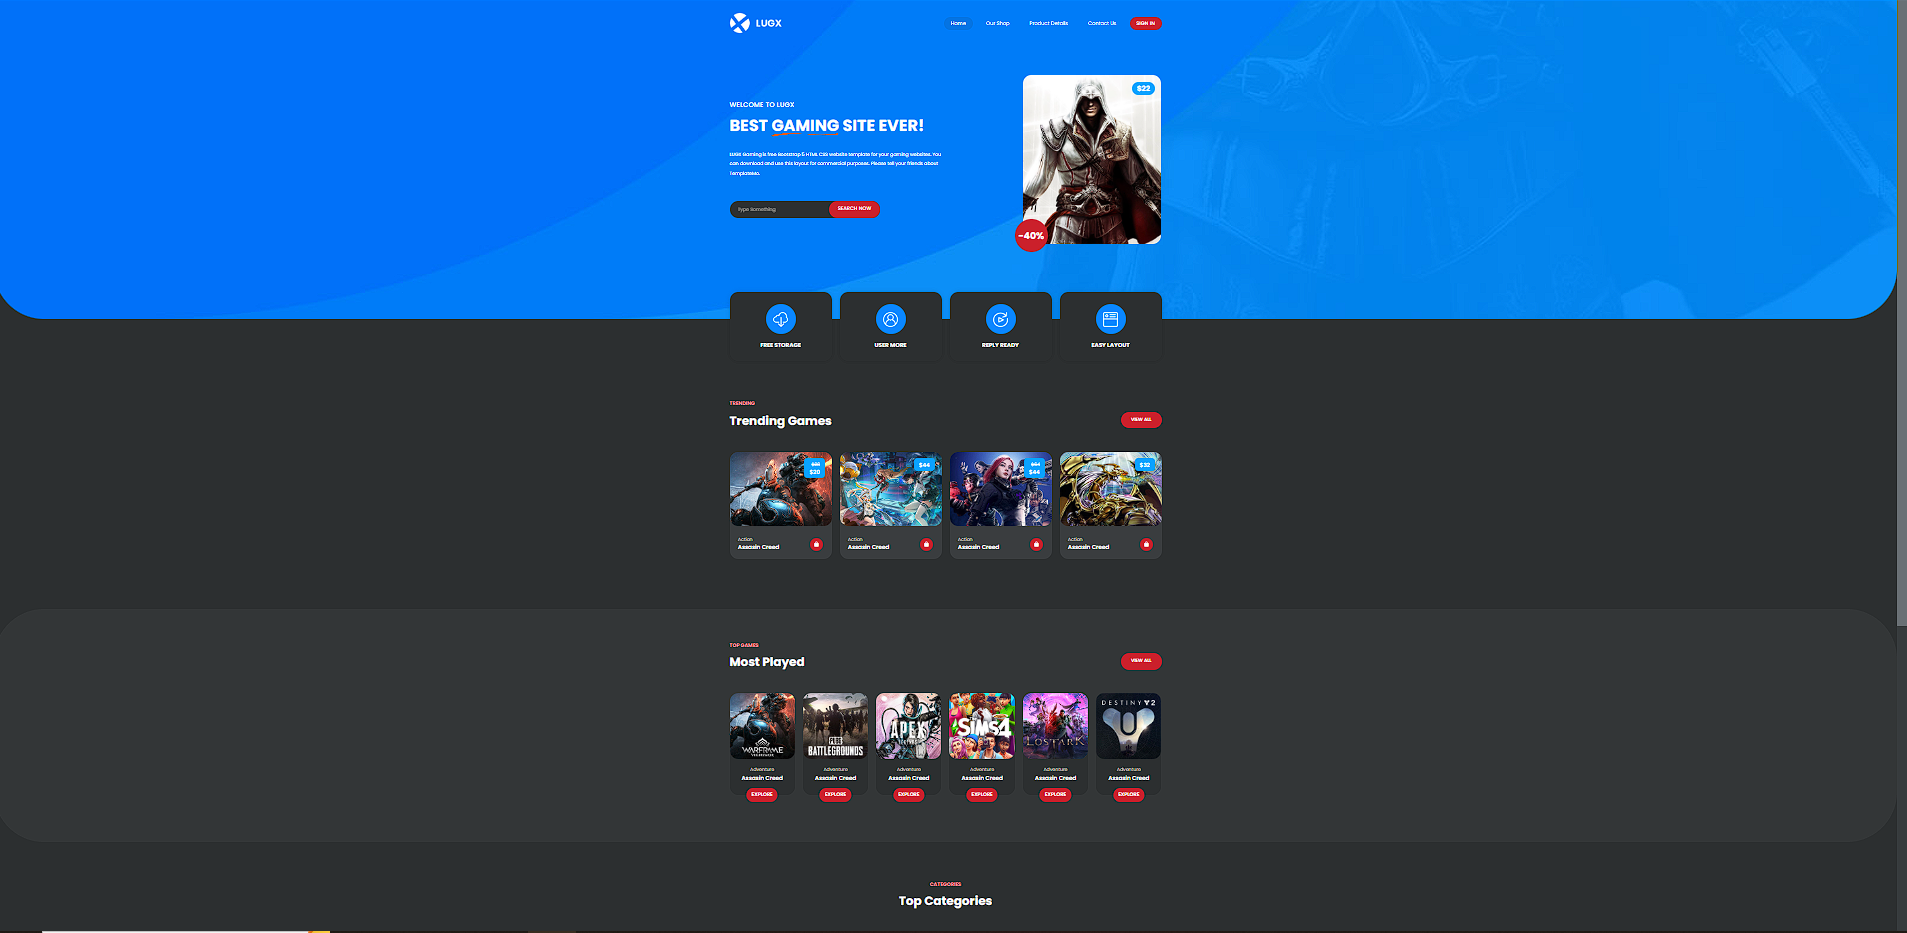 LUGX
Home
Our Shop
Product Details
Contact Us
SIGN IN
WELCOME TO LUGX
BEST GAMING SITE EVER!
LUGX Gaming is free Bootstrap 5 HTML CSS website template for your gaming websites. You
can download and use this layout for commercial purposes. Please tell your friends about
TemplateMo.
Type Something
SEARCH NOW
$22
-40%
FREE STORAGE
USER MORE
REPLY READY
EASY LAYOUT
TRENDING
Trending Games
VIEW ALL
$20
$44
$64
$44
$32
Action
Assasin Creed
Action
Assasin Creed
Action
Assasin Creed
Action
Assasin Creed
TOP GAMES
Most Played
VIEW ALL
WARFRAME
PUBG
BATTLEGROUNDS
APEX
SIMS4
LOST ARK
DESTINY 2
Adventure
Assasin Creed
EXPLORE
Adventure
Assasin Creed
EXPLORE
Adventure
Assasin Creed
EXPLORE
Adventure
Assasin Creed
EXPLORE
Adventure
Assasin Creed
EXPLORE
Adventure
Assasin Creed
EXPLORE
CATEGORIES
Top Categories